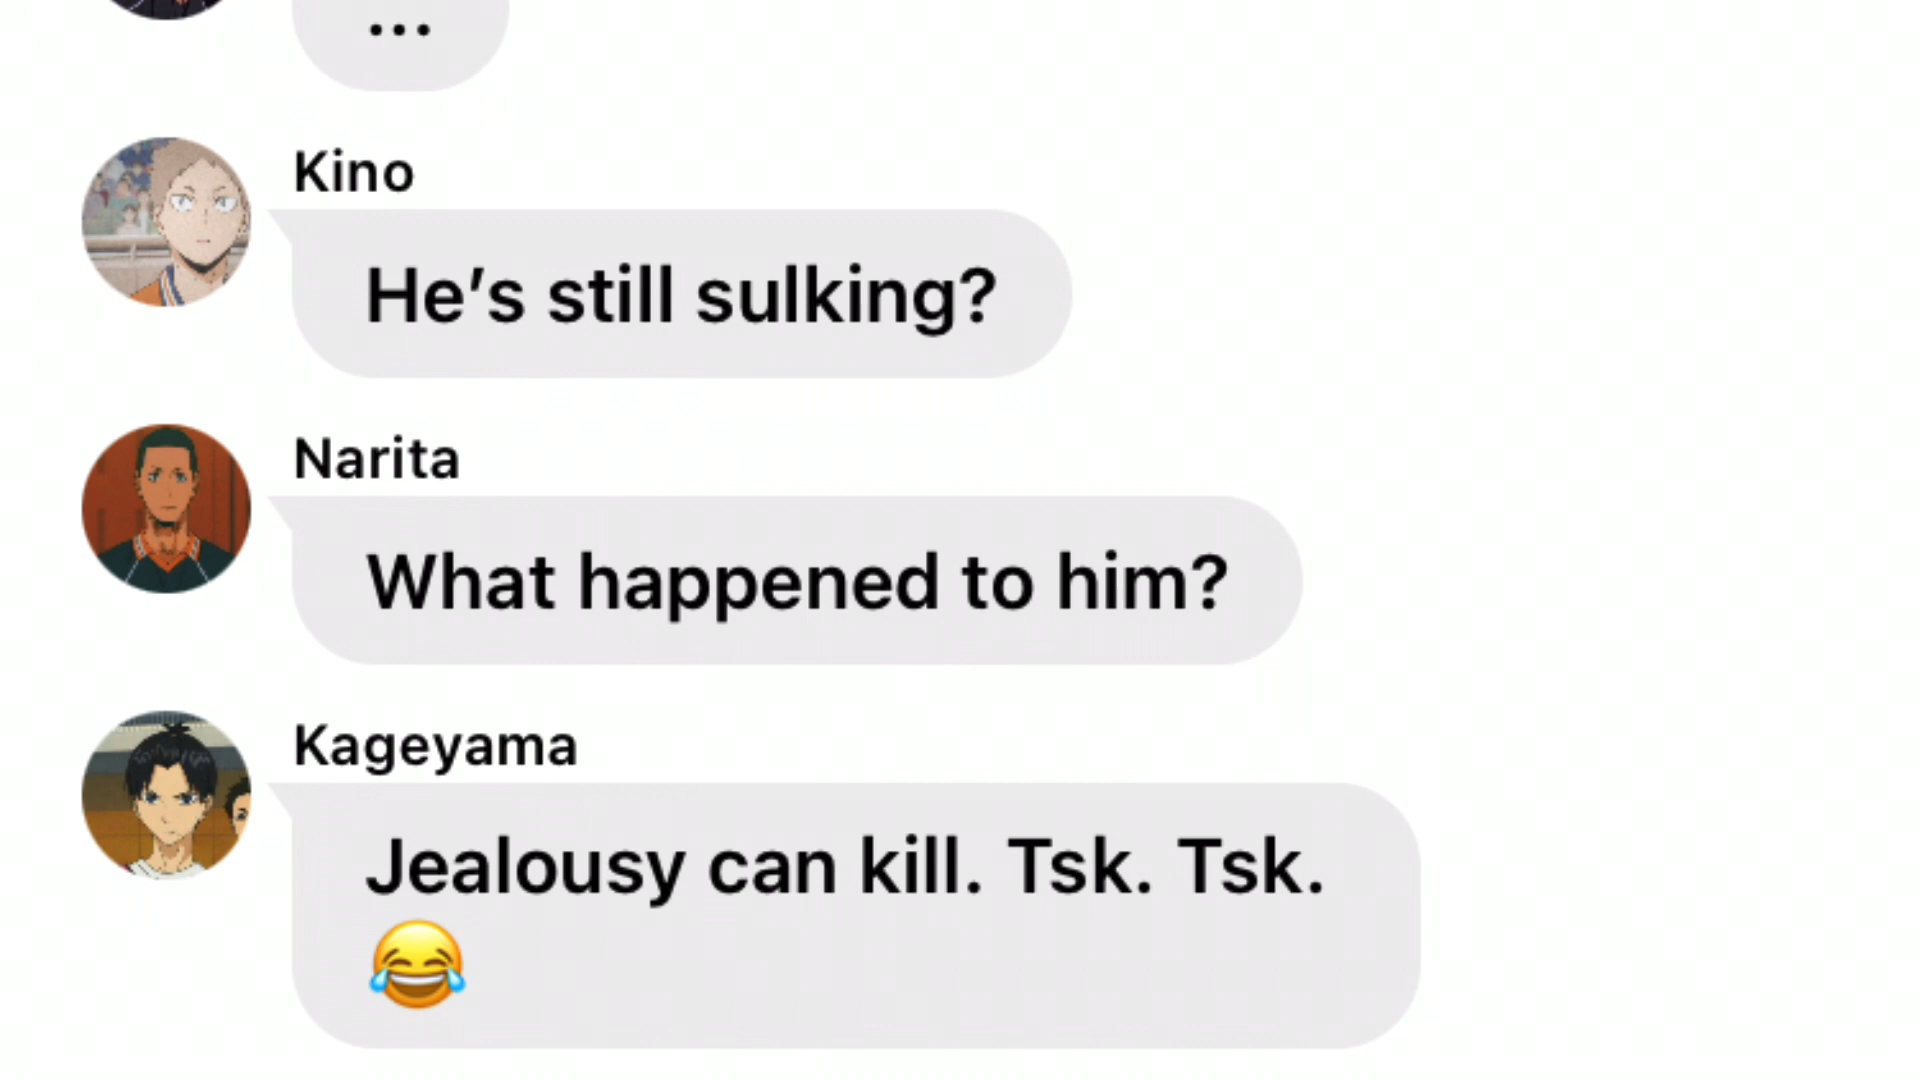 ...
Kino
He's still sulking?
Narita
What happened to him?
Kageyama
Jealousy can kill. Tsk. Tsk.
😂